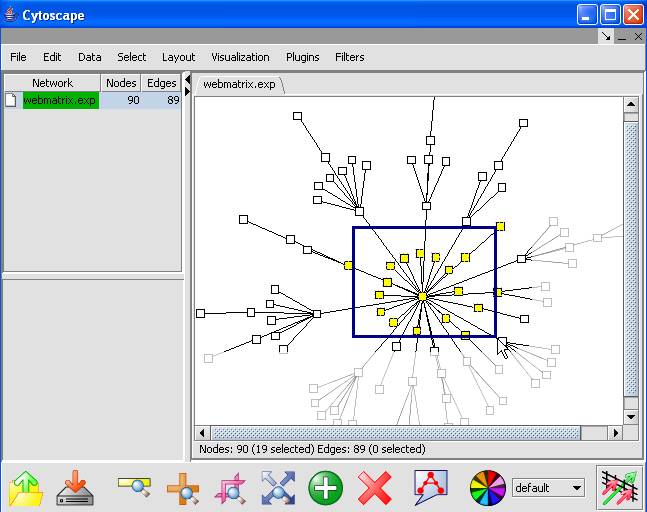 Cytoscape
File Edit Data Select Layout Visualization Plugins Filters
Network Nodes Edges
webmatrix.exp 90 89
webmatrix.exp
Nodes: 90 (19 selected) Edges: 89 (0 selected)
default